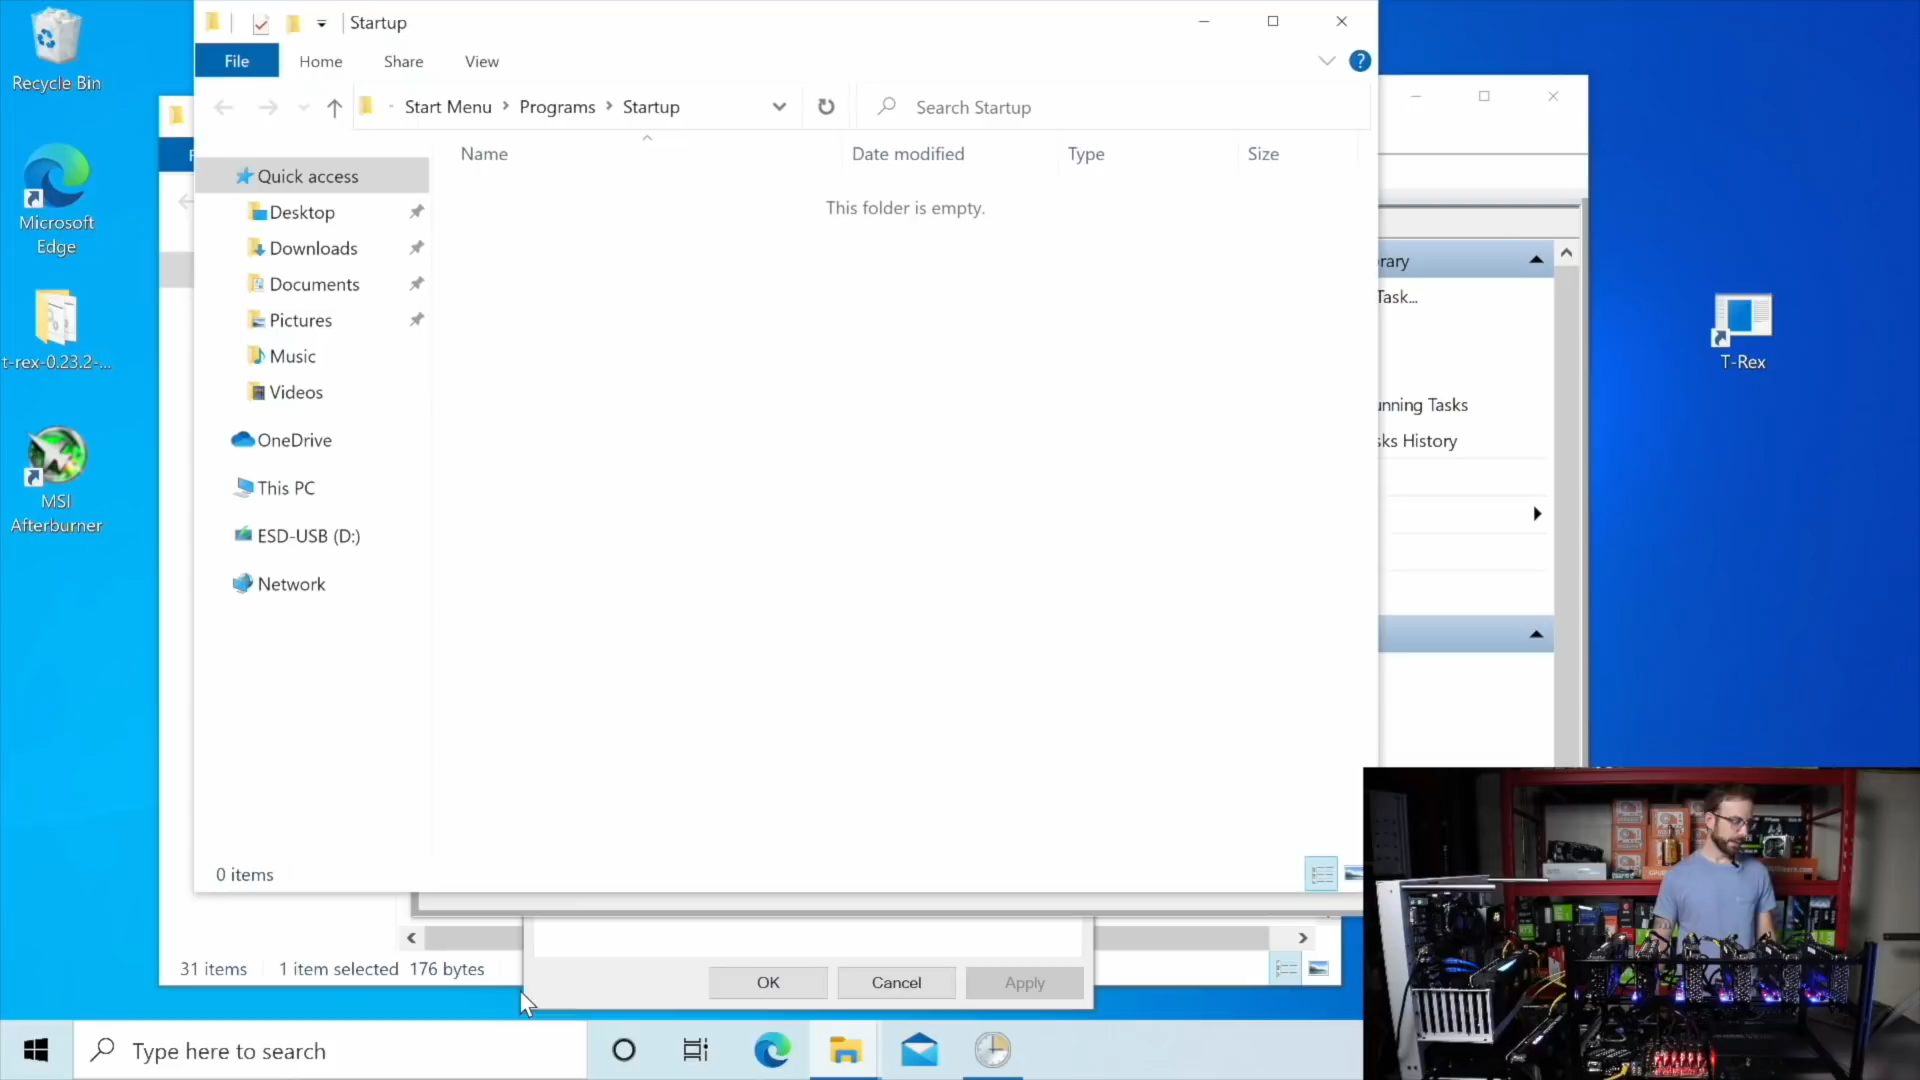 Recycle Bin
Microsoft
Edge
t-rex-0.23.2-...
MSI
Afterburner
Startup
File
Home
Share
View
?
Start Menu
Programs
Startup
Search Startup
Name
Date modified
Type
Size
This folder is empty.
Quick access
Desktop
Downloads
Documents
Pictures
Music
Videos
OneDrive
This PC
ESD-USB (D:)
Network
0 items
rary
Task...
unning Tasks
sks History
T-Rex
31 items
1 item selected 176 bytes
OK
Cancel
Apply
Type here to search